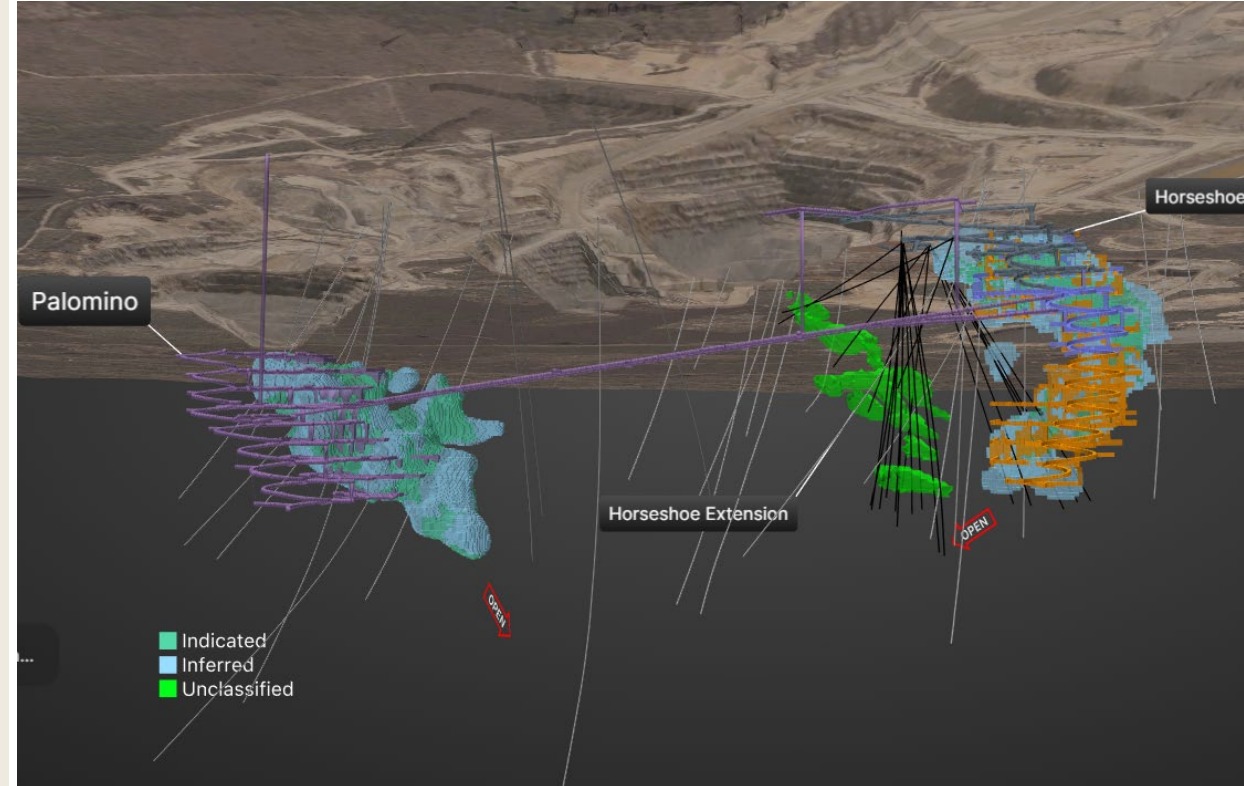 Horseshoe
Palomino
Horseshoe Extension
OPEN
OPEN
Indicated
Inferred
Unclassified